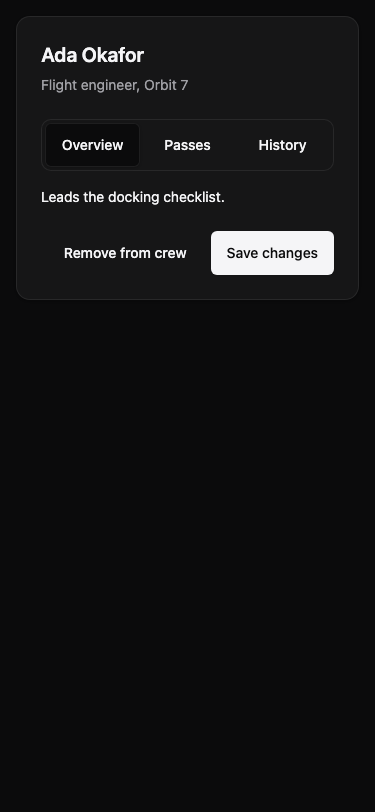 Ada Okafor
Flight engineer, Orbit 7
Overview Passes History
Leads the docking checklist.
Remove from crew Save changes